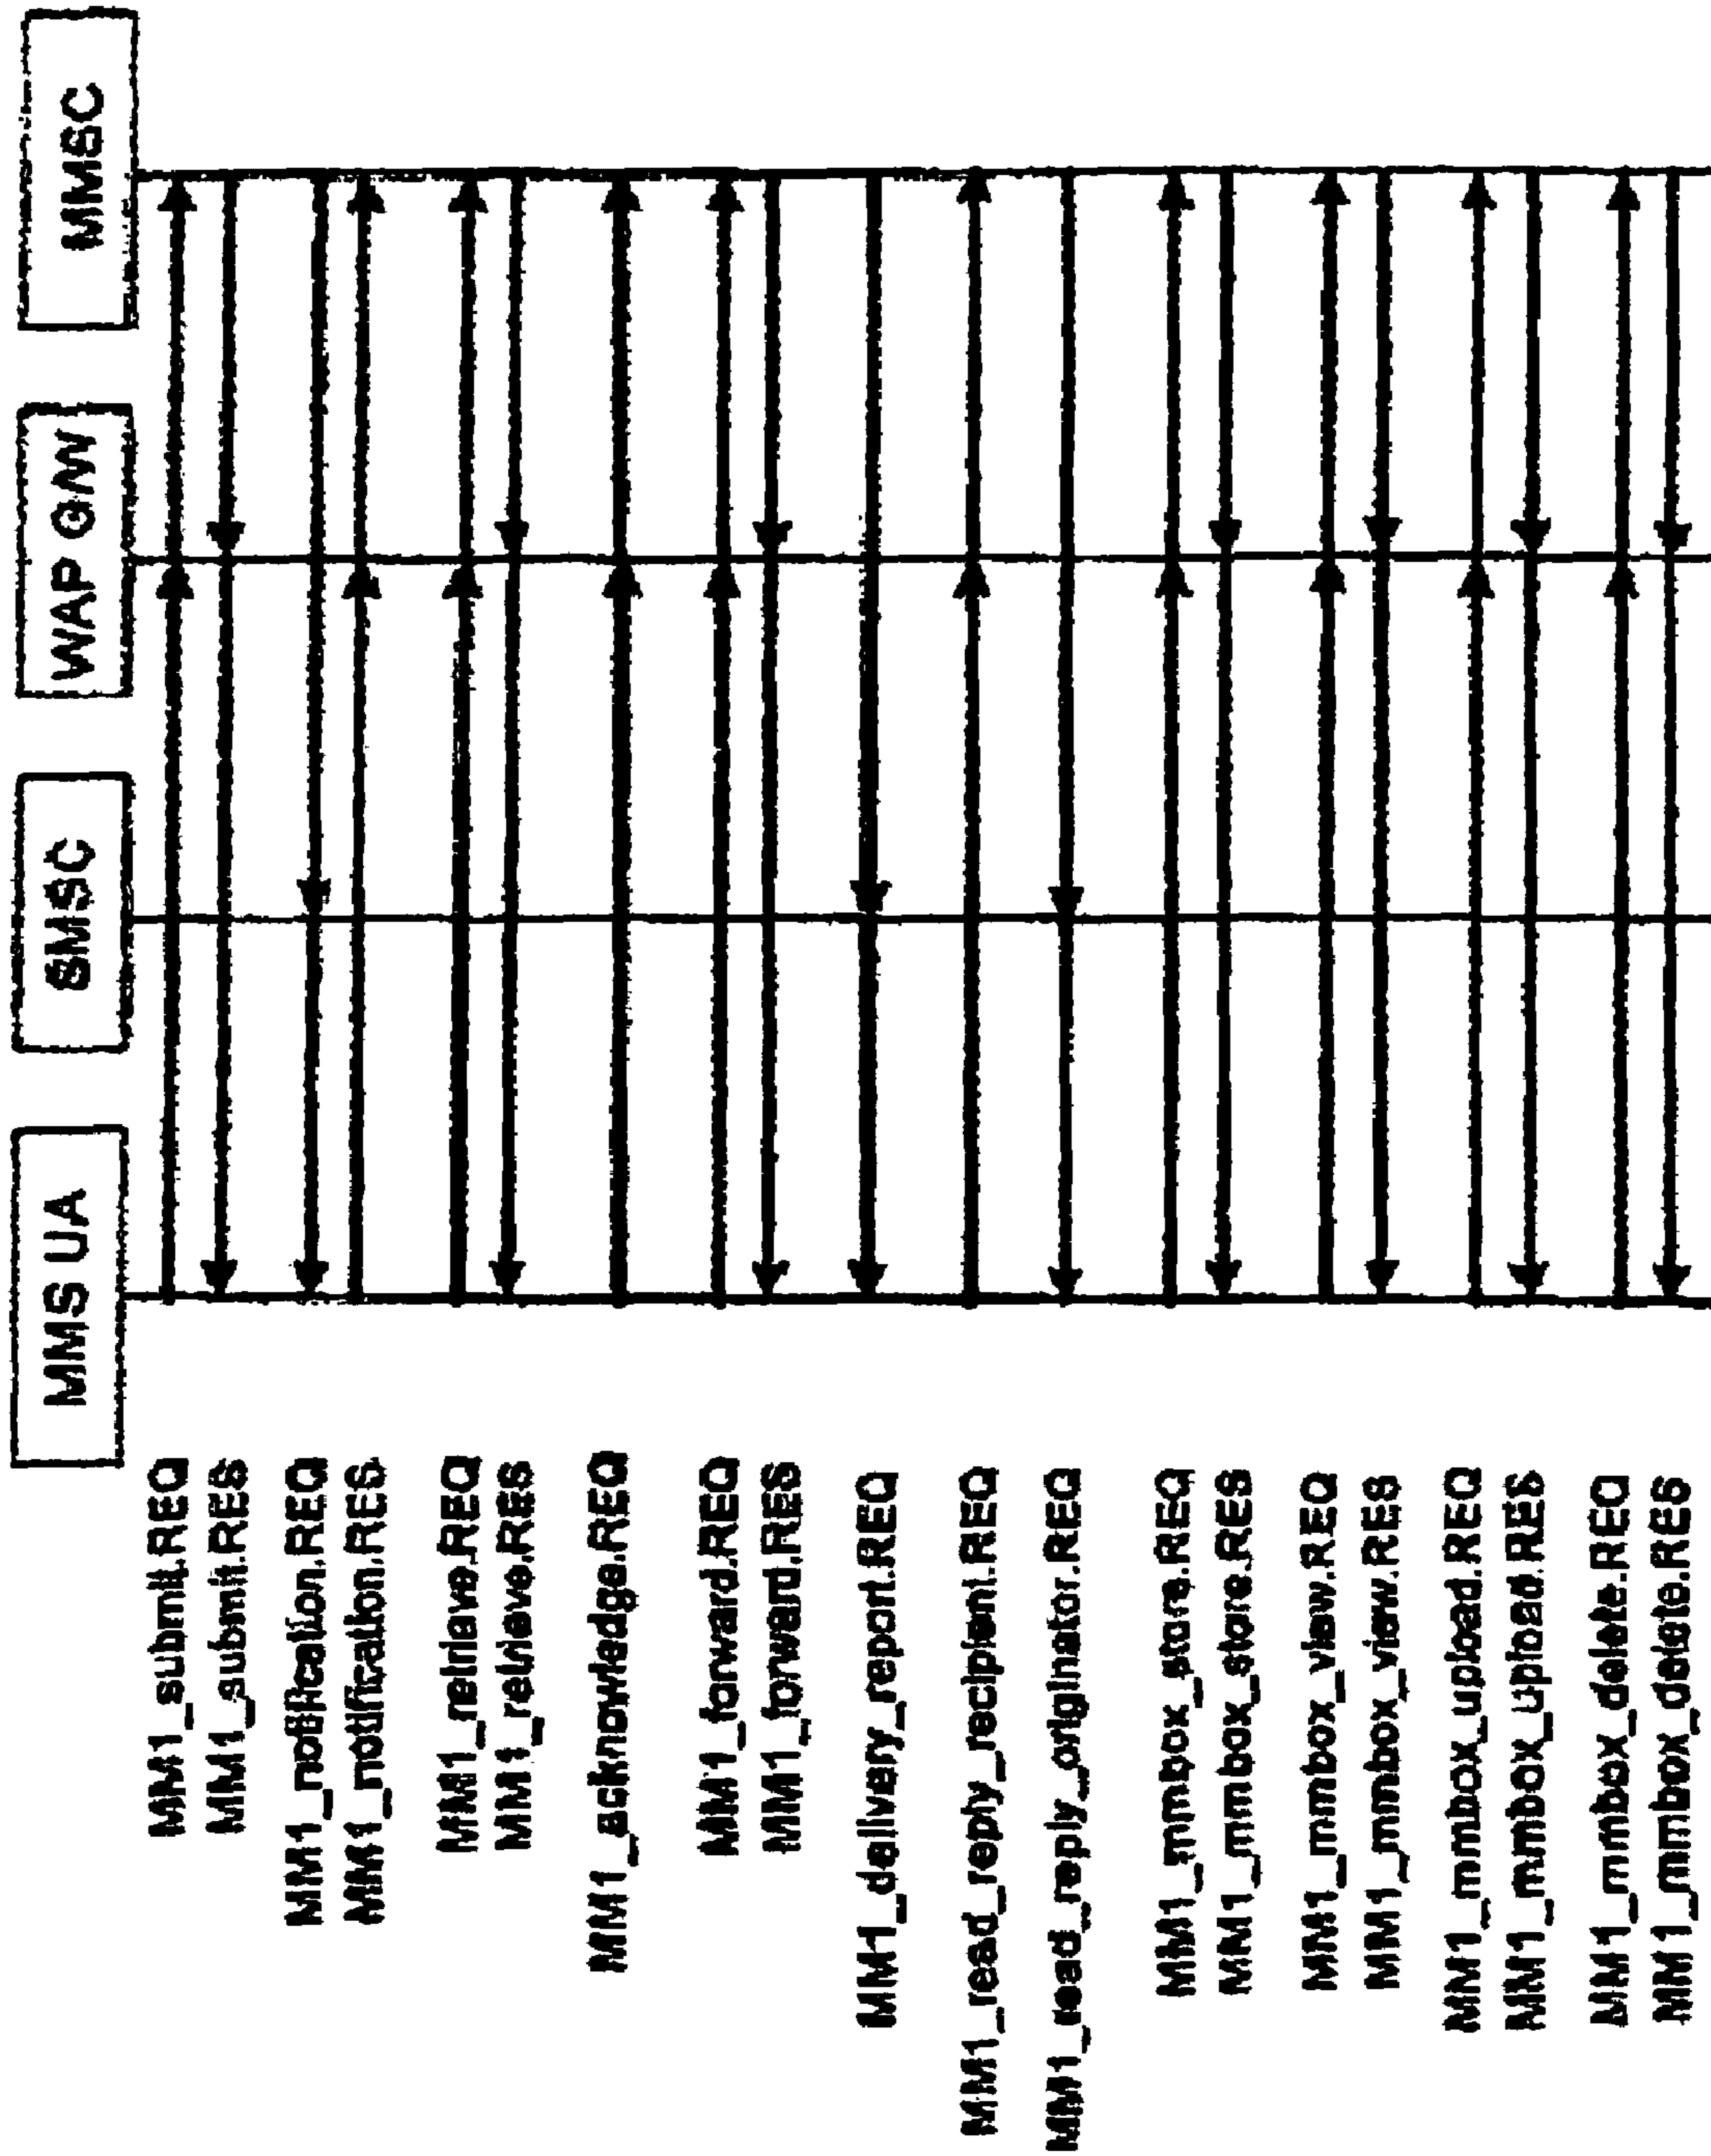 MMS UA
SMSC
WAP G/W
MMSC
MM1_submit.REQ
MM1_submit.RES
MM1_notification.REQ
MM1_notification.RES
MM1_retrieve.REQ
MM1_retrieve.RES
MM1_acknowledge.REQ
MM1_forward.REQ
MM1_forward.RES
MM1_delivery_report.REQ
MM1_read_reply_recipient.REQ
MM1_read_reply_originator.REQ
MM1_mmbox_store.REQ
MM1_mmbox_store.RES
MM1_mmbox_view.REQ
MM1_mmbox_view.RES
MM1_mmbox_upload.REQ
MM1_mmbox_upload.RES
MM1_mmbox_delete.REQ
MM1_mmbox_delete.RES